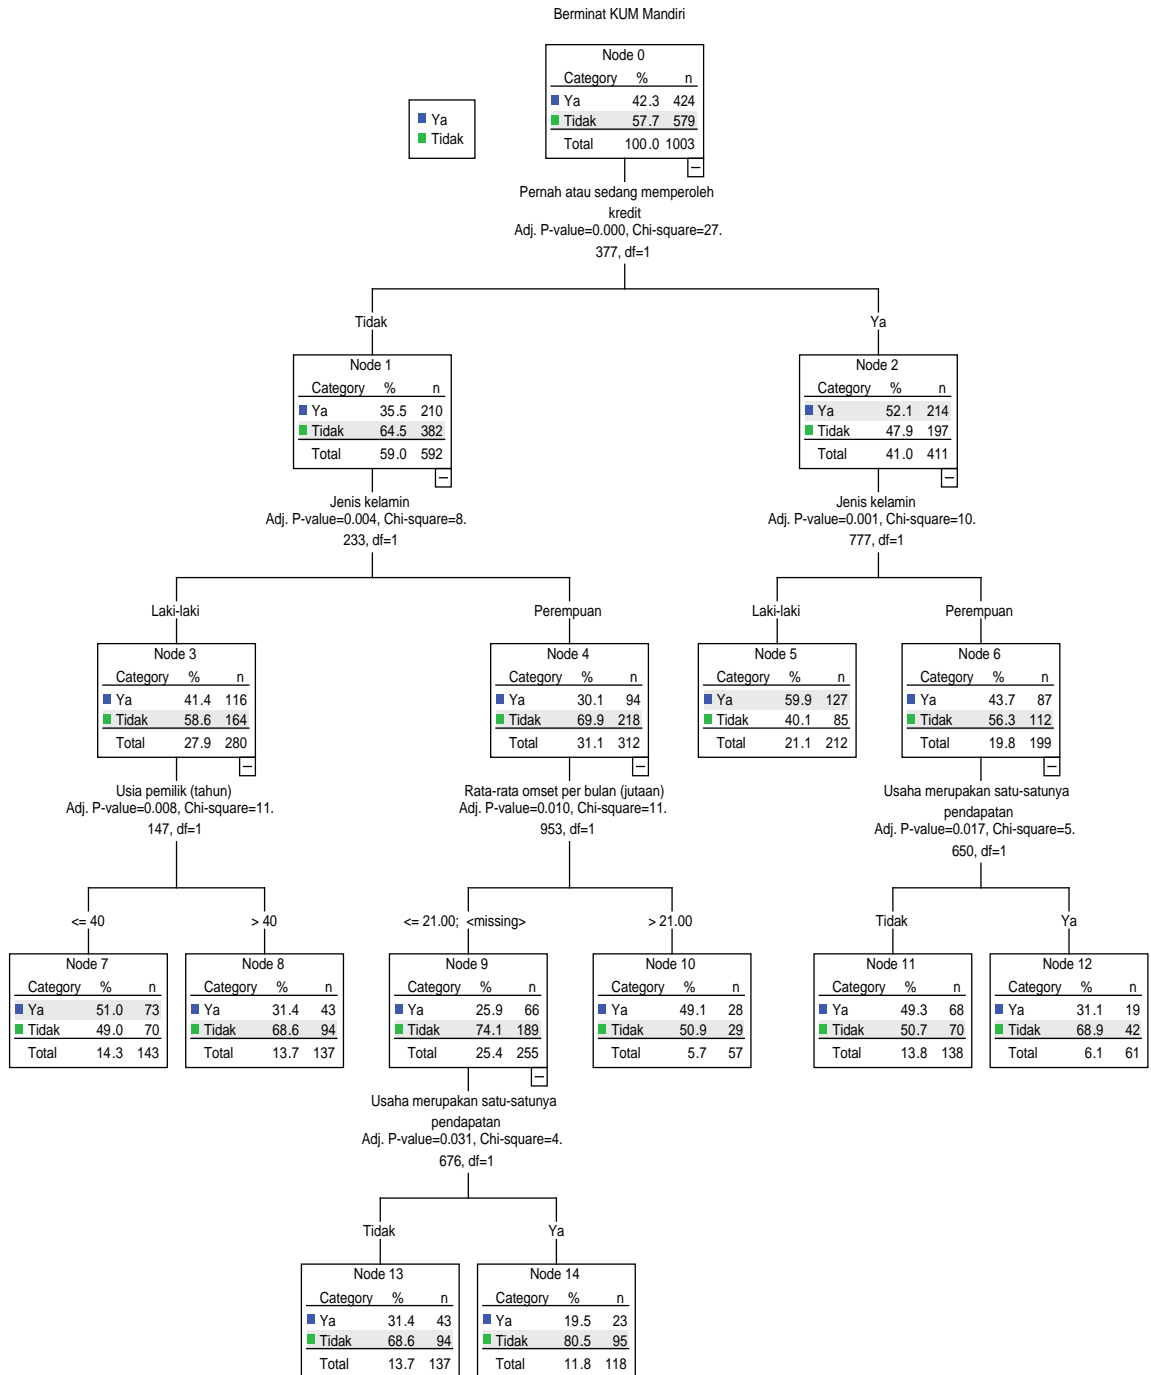 Berminat KUM Mandiri
Ya
Tidak
Node 0
Category % n
Ya 42.3 424
Tidak 57.7 579
Total 100.0 1003
Pernah atau sedang memperoleh
kredit
Adj. P-value=0.000, Chi-square=27.
377, df=1
Tidak
Ya
Node 1
Category % n
Ya 35.5 210
Tidak 64.5 382
Total 59.0 592
Node 2
Category % n
Ya 52.1 214
Tidak 47.9 197
Total 41.0 411
Jenis kelamin
Adj. P-value=0.004, Chi-square=8.
233, df=1
Jenis kelamin
Adj. P-value=0.001, Chi-square=10.
777, df=1
Laki-laki
Perempuan
Laki-laki
Perempuan
Node 3
Category % n
Ya 41.4 116
Tidak 58.6 164
Total 27.9 280
Node 4
Category % n
Ya 30.1 94
Tidak 69.9 218
Total 31.1 312
Node 5
Category % n
Ya 59.9 127
Tidak 40.1 85
Total 21.1 212
Node 6
Category % n
Ya 43.7 87
Tidak 56.3 112
Total 19.8 199
Usia pemilik (tahun)
Adj. P-value=0.008, Chi-square=11.
147, df=1
Rata-rata omset per bulan (jutaan)
Adj. P-value=0.010, Chi-square=11.
953, df=1
Usaha merupakan satu-satunya
pendapatan
Adj. P-value=0.017, Chi-square=5.
650, df=1
<= 40
> 40
<= 21.00; <missing>
> 21.00
Tidak
Ya
Node 7
Category % n
Ya 51.0 73
Tidak 49.0 70
Total 14.3 143
Node 8
Category % n
Ya 31.4 43
Tidak 68.6 94
Total 13.7 137
Node 9
Category % n
Ya 25.9 66
Tidak 74.1 189
Total 25.4 255
Node 10
Category % n
Ya 49.1 28
Tidak 50.9 29
Total 5.7 57
Node 11
Category % n
Ya 49.3 68
Tidak 50.7 70
Total 13.8 138
Node 12
Category % n
Ya 31.1 19
Tidak 68.9 42
Total 6.1 61
Usaha merupakan satu-satunya
pendapatan
Adj. P-value=0.031, Chi-square=4.
676, df=1
Tidak
Ya
Node 13
Category % n
Ya 31.4 43
Tidak 68.6 94
Total 13.7 137
Node 14
Category % n
Ya 19.5 23
Tidak 80.5 95
Total 11.8 118